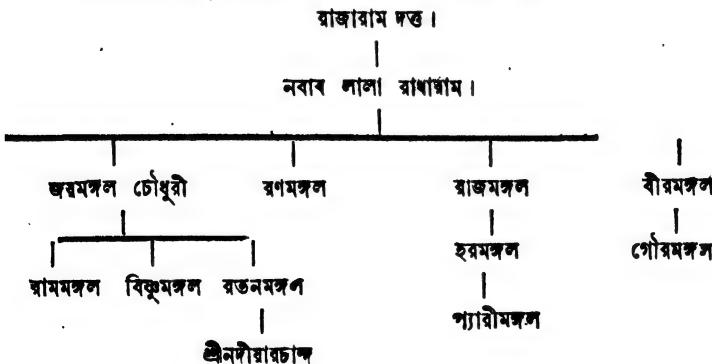 রাজারাম দত্ত।
নবাব লালা রাধারাম।
জয়মঙ্গল চৌধুরী রণমঙ্গল রাজমঙ্গল বীরমঙ্গল
হরমঙ্গল গৌরমঙ্গল
রামমঙ্গল বিষ্ণুমঙ্গল রতনমঙ্গল
প্যারীমঙ্গল
শ্রীনদীয়ারচান্দ